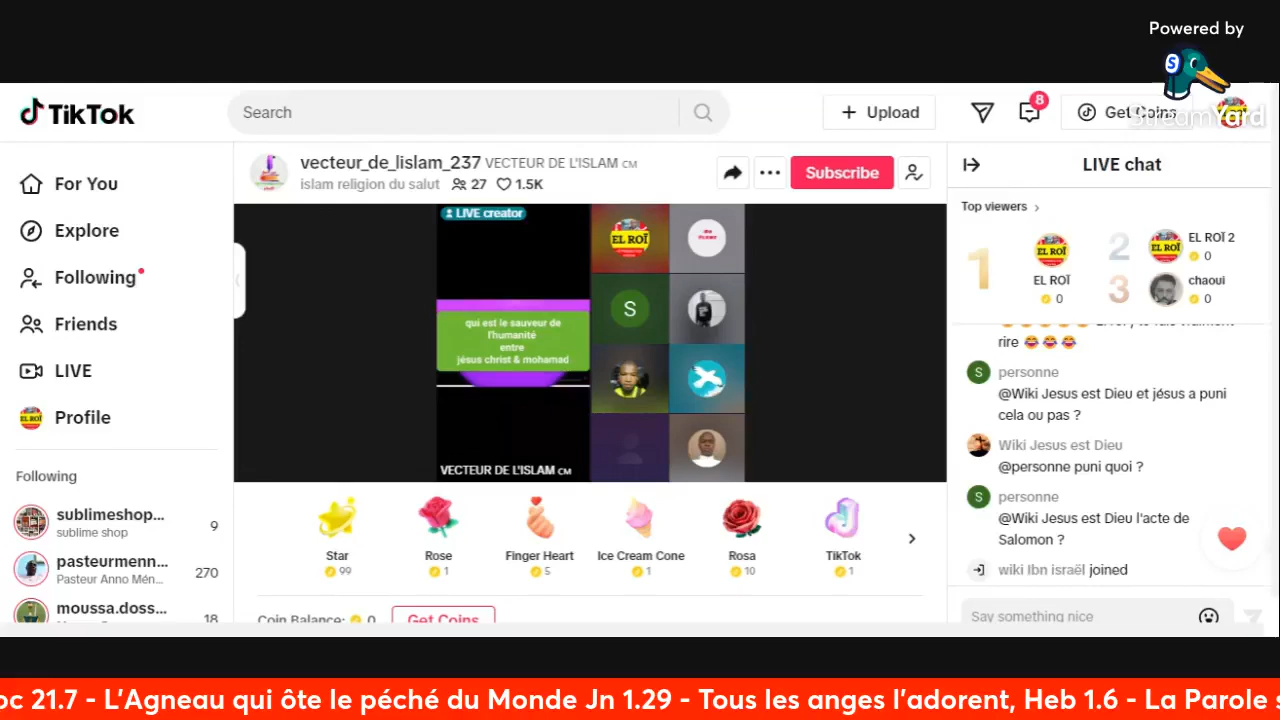 Powered by
S
StreamYard
TikTok
Search
Upload
8
Get Coins
For You
Explore
Following
Friends
LIVE
EL ROÏ
Profile
Following
sublimeshop...
sublime shop
9
pasteurmenn...
Pasteur Anno Mén...
270
moussa.doss...
18
vecteur_de_lislam_237 VECTEUR DE L'ISLAM CM
islam religion du salut 27 1.5K
Subscribe
LIVE creator
qui est le sauveur de
l'humanité
entre
jésus christ & mohamad
VECTEUR DE L'ISLAM CM
EL ROÏ
S
Star
99
Rose
1
Finger Heart
5
Ice Cream Cone
1
Rosa
10
TikTok
1
Coin Balance: 0
Get Coins
LIVE chat
Top viewers
1
EL ROÏ
EL ROÏ
0
2
EL ROÏ
EL ROÏ 2
0
3
chaoui
0
rire
S
personne
@Wiki Jesus est Dieu et jésus a puni
cela ou pas ?
Wiki Jesus est Dieu
@personne puni quoi ?
S
personne
@Wiki Jesus est Dieu l'acte de
Salomon ?
wiki Ibn israël joined
Say something nice
oc 21.7 - L'Agneau qui ôte le péché du Monde Jn 1.29 - Tous les anges l'adorent, Heb 1.6 - La Parole s